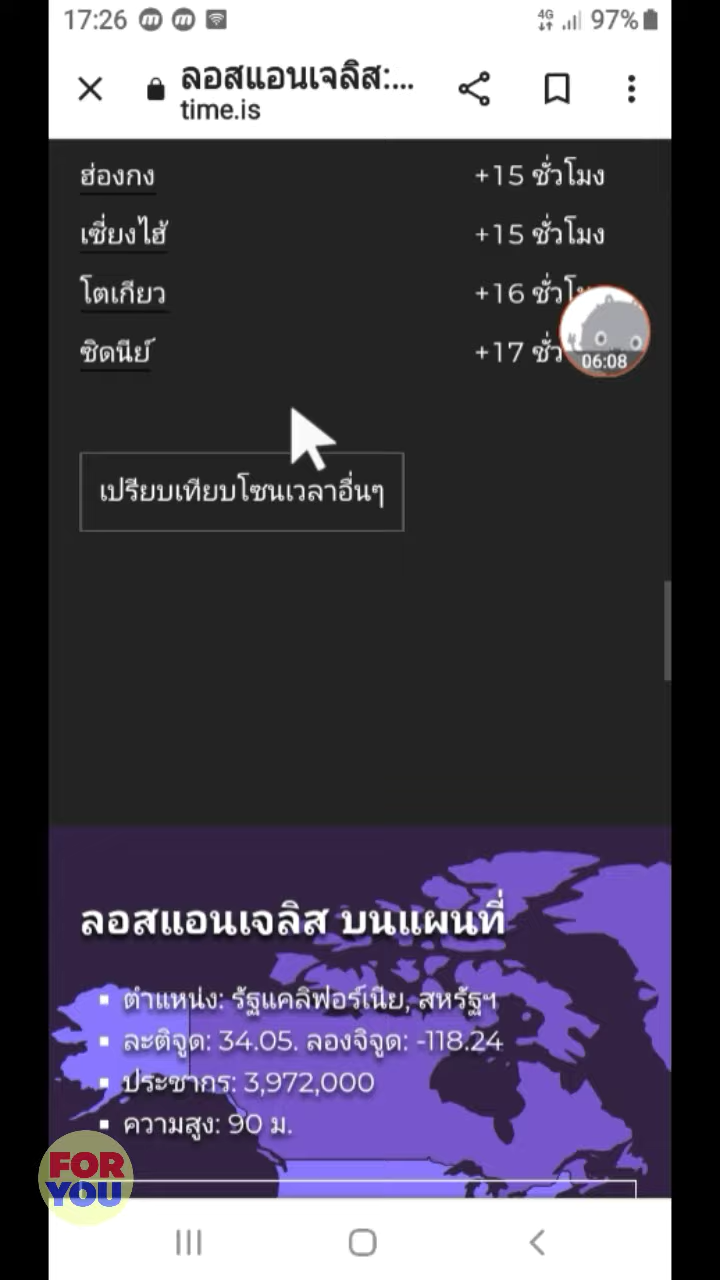 17:26
4G
97%
ลอสแอนเจลิส:...
time.is
ฮ่องกง +15 ชั่วโมง
เซี่ยงไฮ้ +15 ชั่วโมง
โตเกียว +16
ซิดนีย์ +17
06:08
เปรียบเทียบโซนเวลาอื่นๆ
ลอสแอนเจลิส บนแผนที่
ตำแหน่ง: รัฐแคลิฟอร์เนีย, สหรัฐฯ
ละติจูด: 34.05. ลองจิจูด: -118.24
ประชากร: 3,972,000
ความสูง: 90 ม.
FOR
YOU